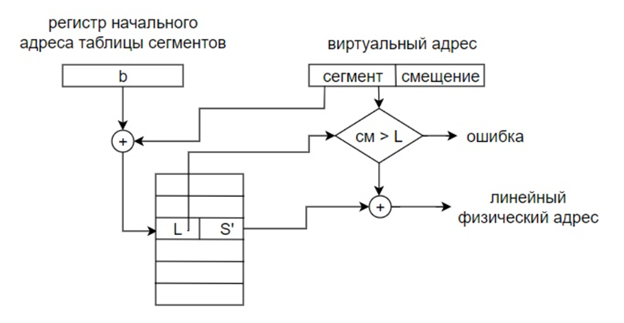 регистр начального
адреса таблицы сегментов
виртуальный адрес
b
сегмент
смещение
+
см > L
ошибка
L
S'
+
линейный
физический адрес